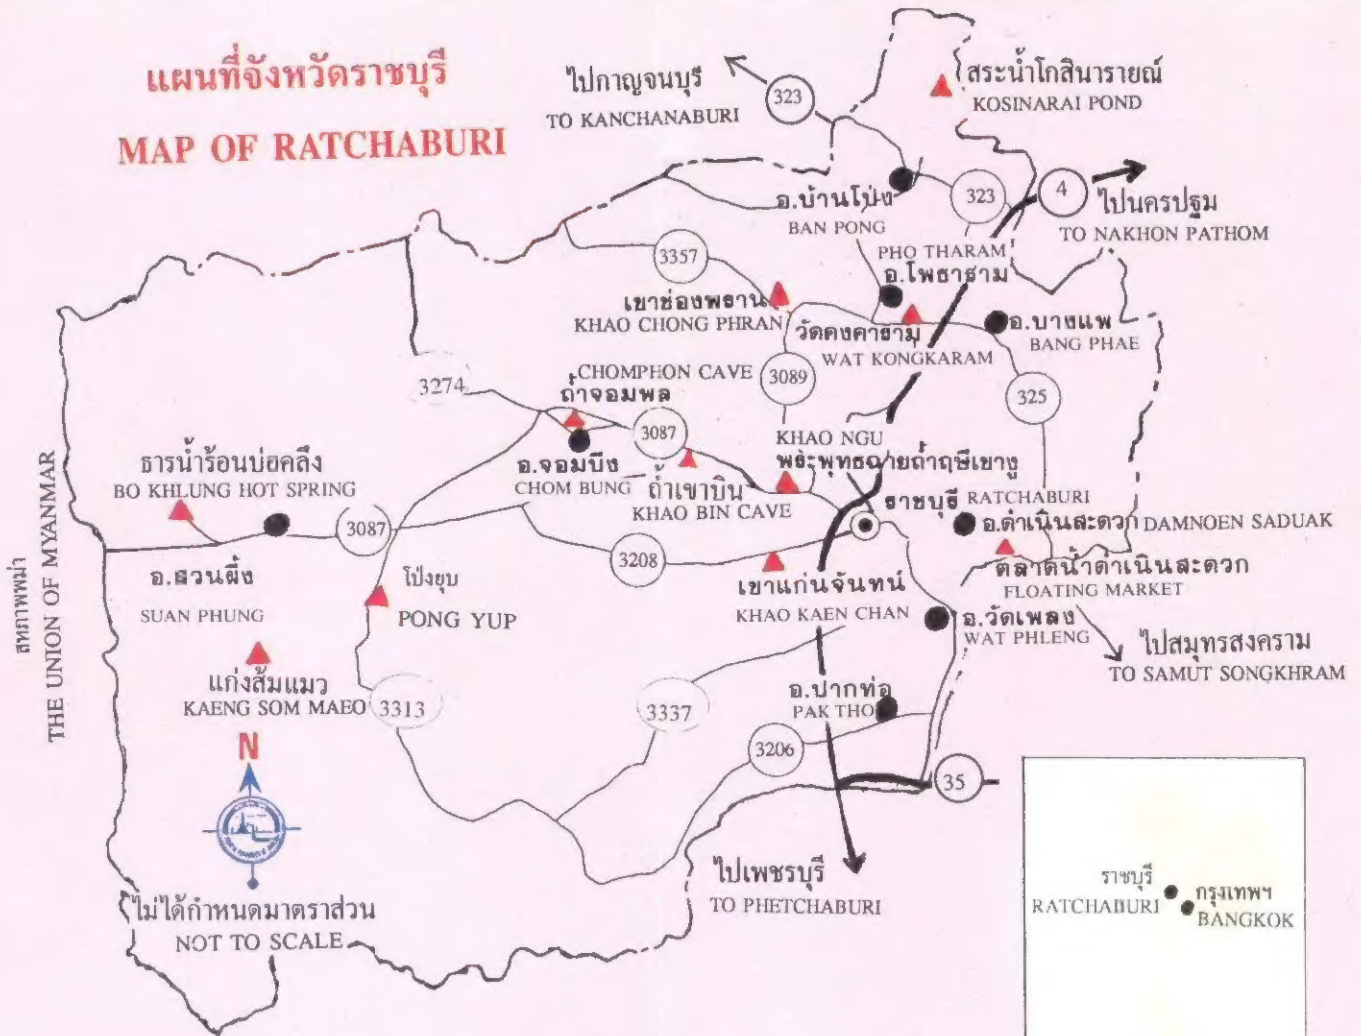 แผนที่จังหวัดราชบุรี
MAP OF RATCHABURI
ไปกาญจนบุรี
TO KANCHANABURI
323
สระน้ำโกสินารายณ์
KOSINARAI POND
4
ไปนครปฐม
TO NAKHON PATHOM
อ.บ้านโป่ง
BAN PONG
323
PHO THARAM
อ.โพธาราม
3357
เขาช่องพราน
KHAO CHONG PHRAN
วัดคงคาราม
WAT KONGKARAM
อ.บางแพ
BANG PHAE
CHOMPHON CAVE
ถ้ำจอมพล
3274
3089
325
3087
อ.จอมบึง
CHOM BUNG
ถ้ำเขาบิน
KHAO BIN CAVE
KHAO NGU
พระพุทธฉายถ้ำฤษีเขางู
ธารน้ำร้อนบ่อคลึง
BO KHLUNG HOT SPRING
ราชบุรี RATCHABURI
อ.ดำเนินสะดวก DAMNOEN SADUAK
3087
3208
ตลาดน้ำดำเนินสะดวก
FLOATING MARKET
อ.สวนผึ้ง
SUAN PHUNG
โป่งยุบ
PONG YUP
เขาแก่นจันทน์
KHAO KAEN CHAN
อ.วัดเพลง
WAT PHLENG
ไปสมุทรสงคราม
TO SAMUT SONGKHRAM
สหภาพพม่า
THE UNION OF MYANMAR
แก่งส้มแมว
KAENG SOM MAEO
3313
3337
อ.ปากท่อ
PAK THO
3206
35
N
ไม่ได้กำหนดมาตราส่วน
NOT TO SCALE
ไปเพชรบุรี
TO PHETCHABURI
ราชบุรี
RATCHABURI
กรุงเทพฯ
BANGKOK